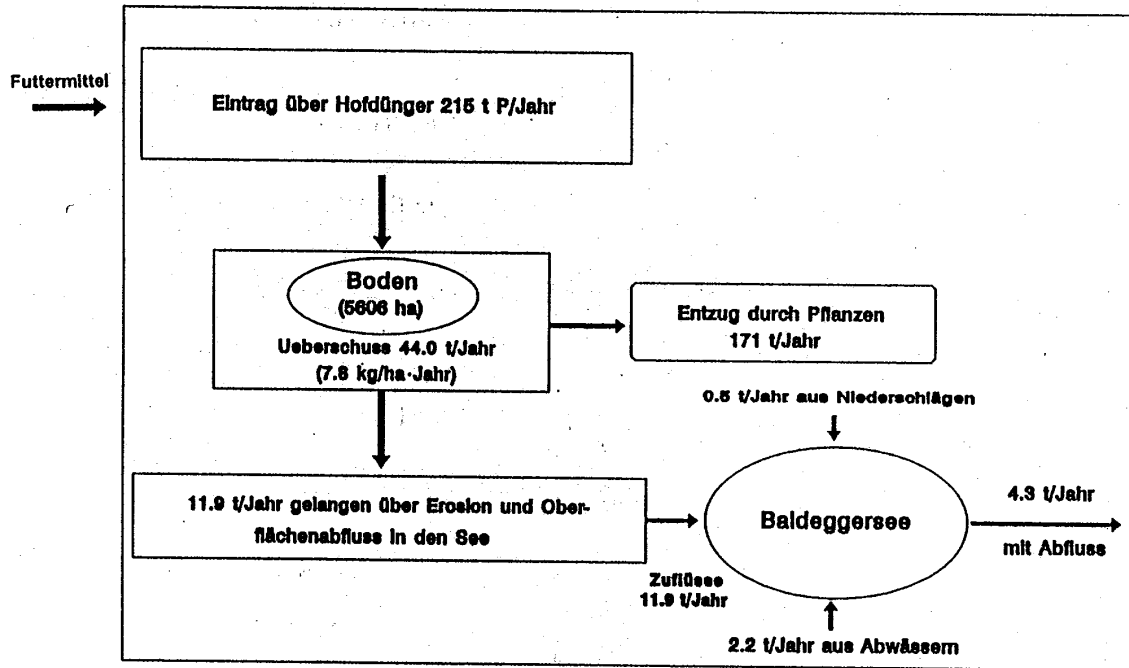 Futtermittel
Eintrag über Hofdünger 215 t P/Jahr
Boden
(5606 ha)
Ueberschuss 44.0 t/Jahr
(7.8 kg/ha·Jahr)
Entzug durch Pflanzen
171 t/Jahr
0.5 t/Jahr aus Niederschlägen
11.9 t/Jahr gelangen über Erosion und Ober-
flächenabfluss in den See
Baldeggersee
4.3 t/Jahr
mit Abfluss
Zuflüsse
11.9 t/Jahr
2.2 t/Jahr aus Abwässern